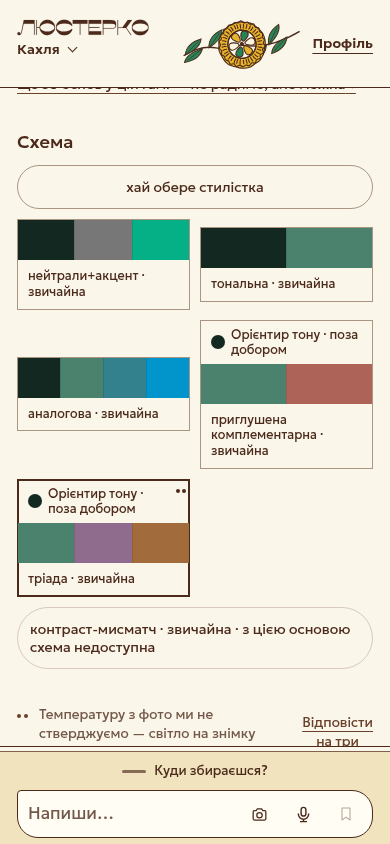 ЛЮСТЕРКО
Кахля
Профіль
Схема
хай обере стилістка
нейтрали+акцент ·
звичайна
тональна · звичайна
аналогова · звичайна
Орієнтир тону · поза
добором
приглушена
комплементарна ·
звичайна
Орієнтир тону ·
поза добором
тріада · звичайна
контраст-мисматч · звичайна · з цією основою
схема недоступна
Температуру з фото ми не
стверджуємо — світло на знімку
Відповісти
на три
Куди збираєшся?
Напиши...